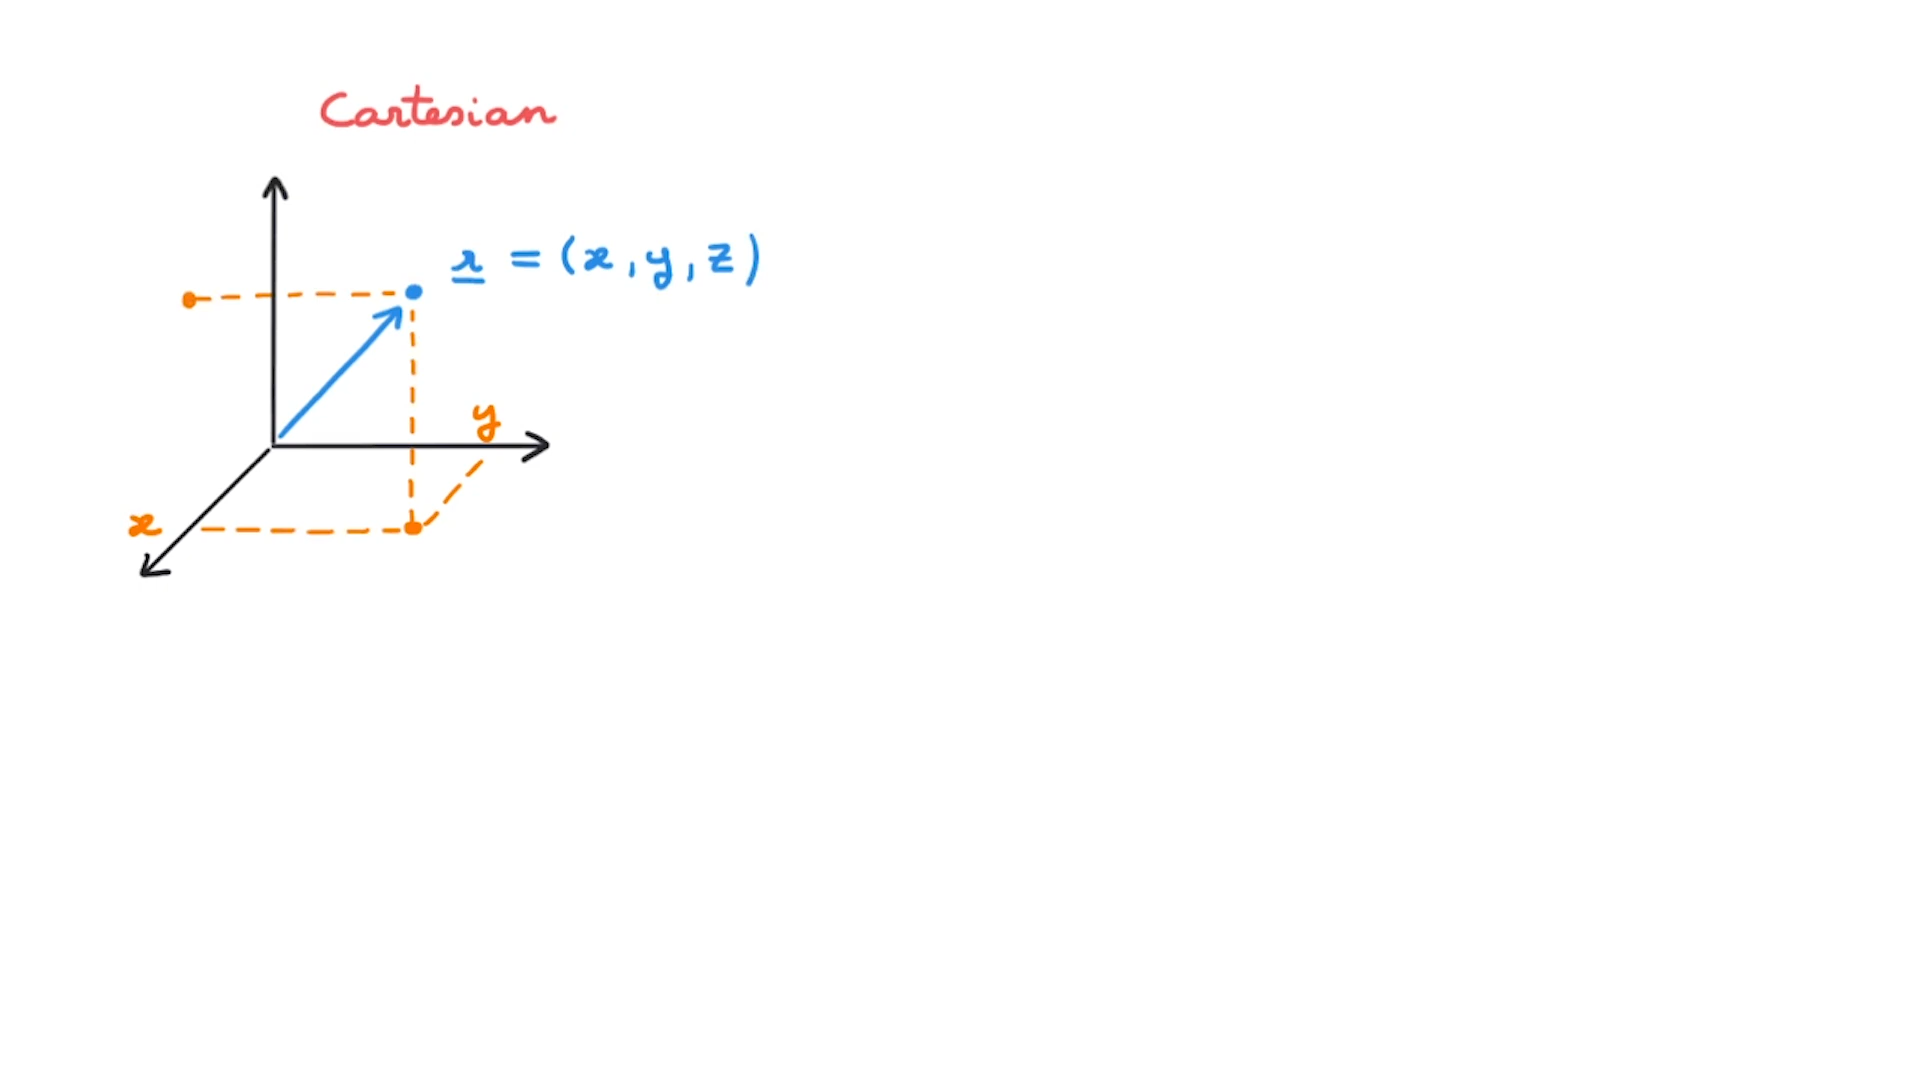 Cartesian
r = (x, y, z)
y
x